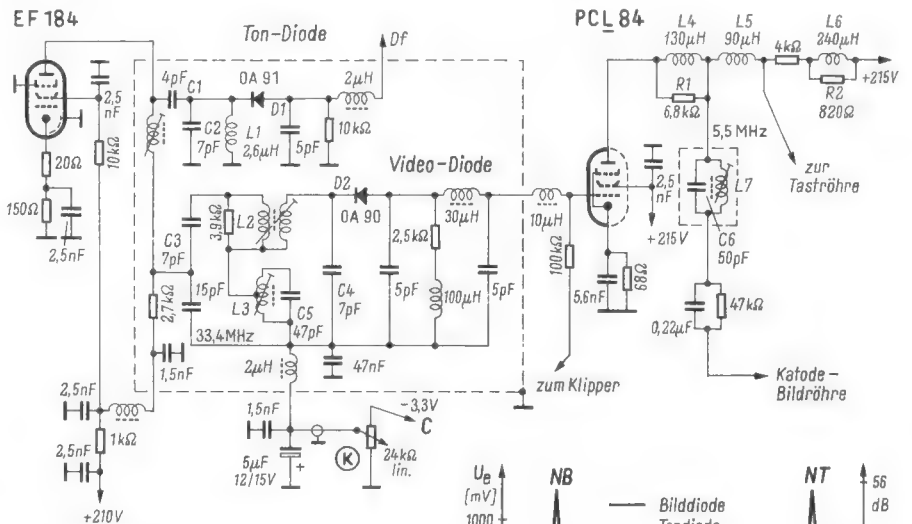 EF 184
Ton-Diode
Df
PCL 84
L4
130µH
L5
90µH
L6
240µH
4kΩ
+215V
R2
820Ω
R1
6,8kΩ
4pF
C1
0A 91
2µH
D1
2,5
nF
C2
7pF
L1
2,6µH
5pF
10kΩ
10kΩ
20Ω
150Ω
2,5nF
Video-Diode
D2
0A 90
30µH
10µH
5,5 MHz
zur
Taströhre
2,5
nF
+215V
L7
C6
50pF
C3
7pF
3,9kΩ
L2
2,5kΩ
100kΩ
15pF
L3
C5
47pF
C4
7pF
5pF
100µH
5pF
5,6nF
68Ω
2,7kΩ
33,4MHz
0,22µF
47kΩ
1,5nF
2µH
47nF
zum Klipper
Katode-
Bildröhre
2,5nF
1kΩ
2,5nF
+210V
1,5nF
5µF
12/15V
+
K
-3,3V
C
24kΩ
lin.
Ue
[mV]
1000
NB
Bilddiode
Tondiode
NT
56
dB